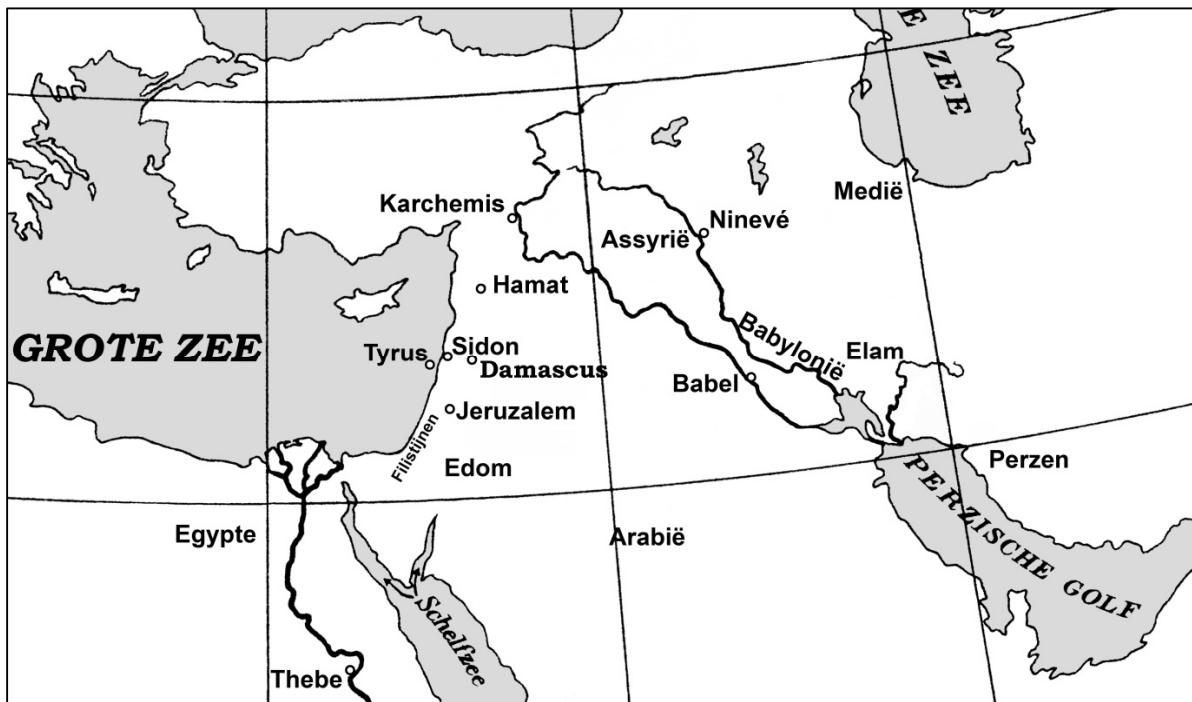 E ZEE
Medië
Karchemis
Ninevé
Assyrië
Hamat
GROTE ZEE
Tyrus
Sidon
Damascus
Babylonië
Elam
Babel
Jeruzalem
Filistijnen
Edom
Perzen
PERZISCHE GOLF
Egypte
Arabië
Schelfzee
Thebe